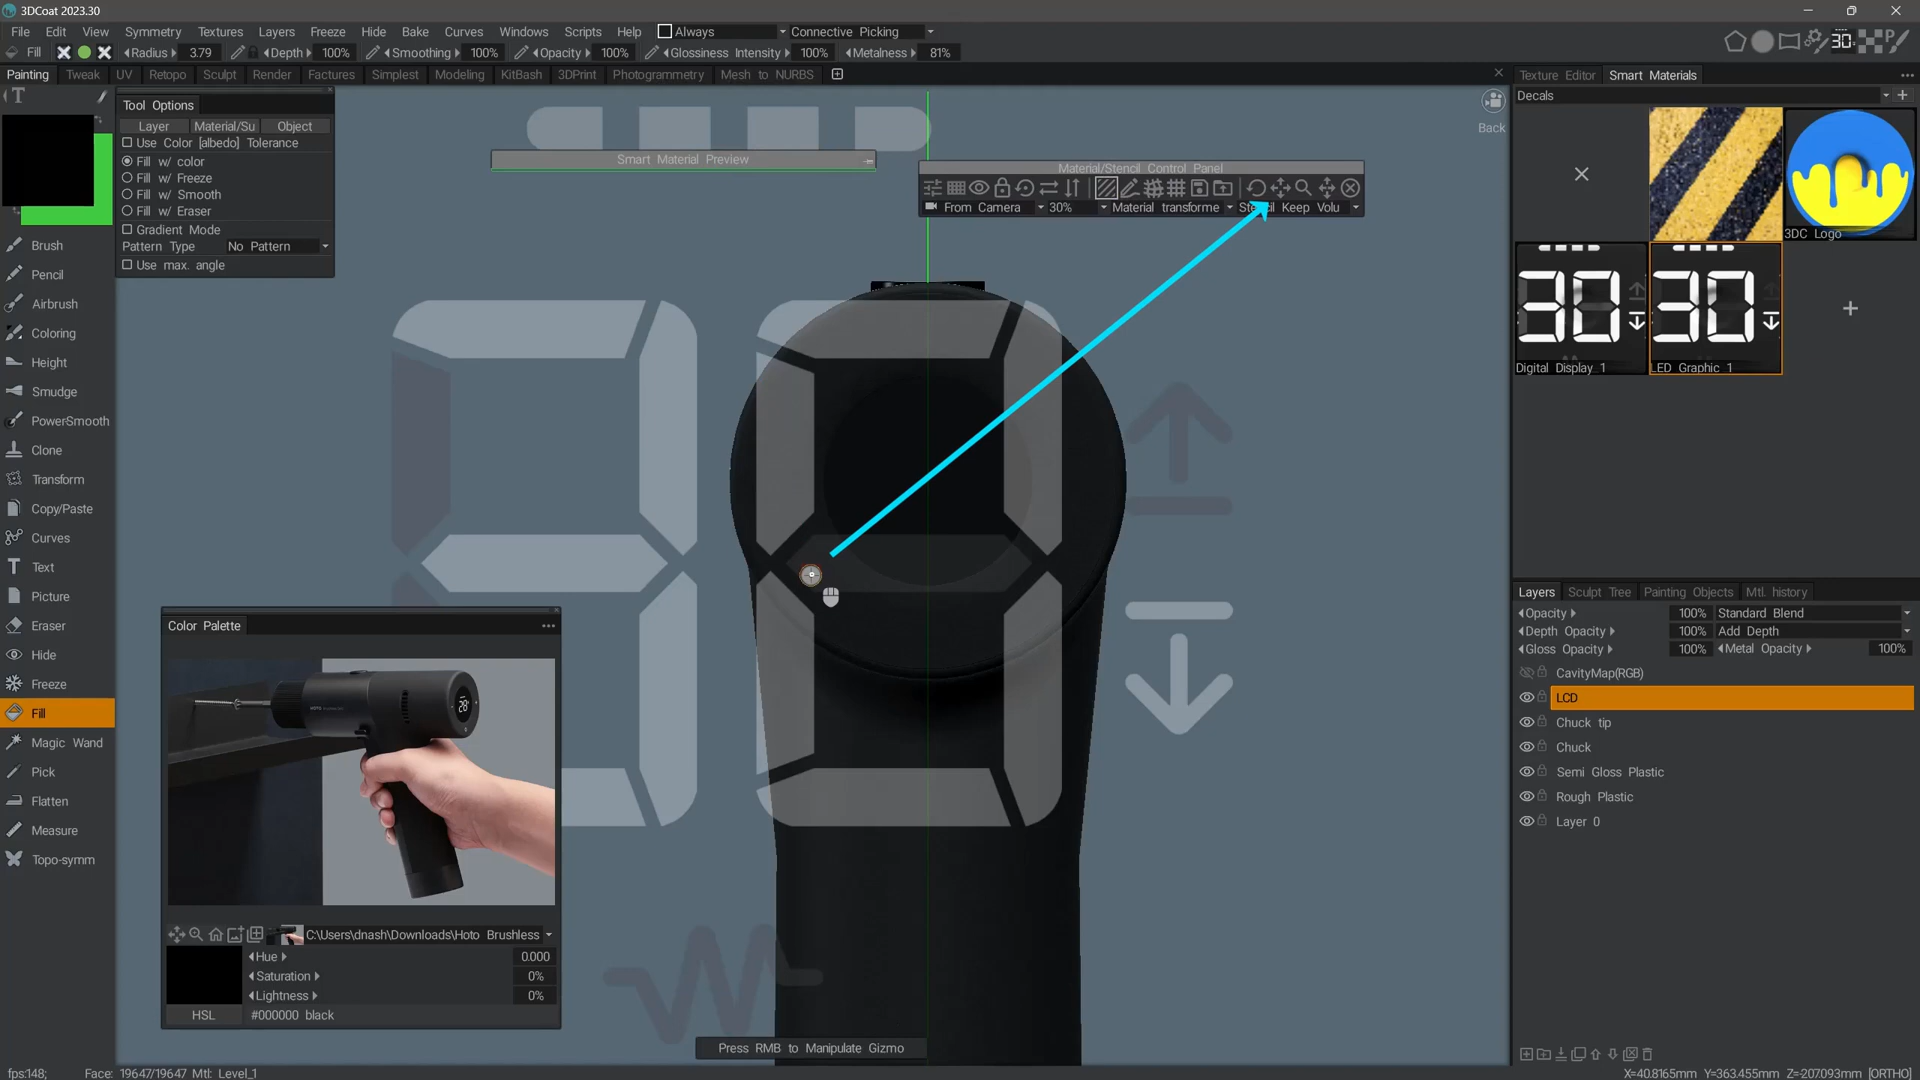 3DCoat 2023.30
File Edit View Symmetry Textures Layers Freeze Hide Bake Curves Windows Scripts Help Always Connective Picking
Fill Radius 3.79 Depth 100% Smoothing 100% Opacity 100% Glossiness Intensity 100% Metalness 81%
Painting Tweak UV Retopo Sculpt Render Factures Simplest Modeling KitBash 3DPrint Photogrammetry Mesh to NURBS
Texture Editor Smart Materials
Decals
T
Tool Options
Layer Material/Su Object
Use Color [albedo] Tolerance
Fill w/ color
Fill w/ Freeze
Fill w/ Smooth
Fill w/ Eraser
Gradient Mode
Pattern Type No Pattern
Use max. angle
Smart Material Preview
Material/Stencil Control Panel
From Camera 30% Material transforme Keep Volu
Back
3DC Logo
30
30
Digital Display 1
LED Graphic 1
Brush
Pencil
Airbrush
Coloring
Height
Smudge
PowerSmooth
Clone
Transform
Copy/Paste
Curves
Text
Picture
Eraser
Hide
Freeze
Fill
Magic Wand
Pick
Flatten
Measure
Topo-symm
30
Color Palette
28
C:\Users\dnash\Downloads\Hoto Brushless
Hue 0.000
Saturation 0%
Lightness 0%
HSL #000000 black
Press RMB to Manipulate Gizmo
Layers Sculpt Tree Painting Objects Mtl. history
Opacity 100% Standard Blend
Depth Opacity 100% Add Depth
Gloss Opacity 100% Metal Opacity 100%
CavityMap(RGB)
LCD
Chuck tip
Chuck
Semi Gloss Plastic
Rough Plastic
Layer 0
fps:148; Face: 19647/19647 Mtl: Level_1
X=40.8165mm Y=363.455mm Z=-207.093mm [ORTHO]